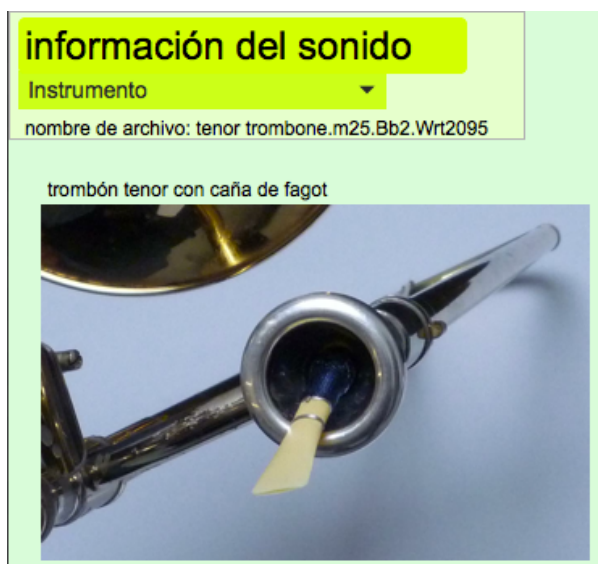 información del sonido
Instrumento
nombre de archivo: tenor trombone.m25.Bb2.Wrt2095
trombón tenor con caña de fagot